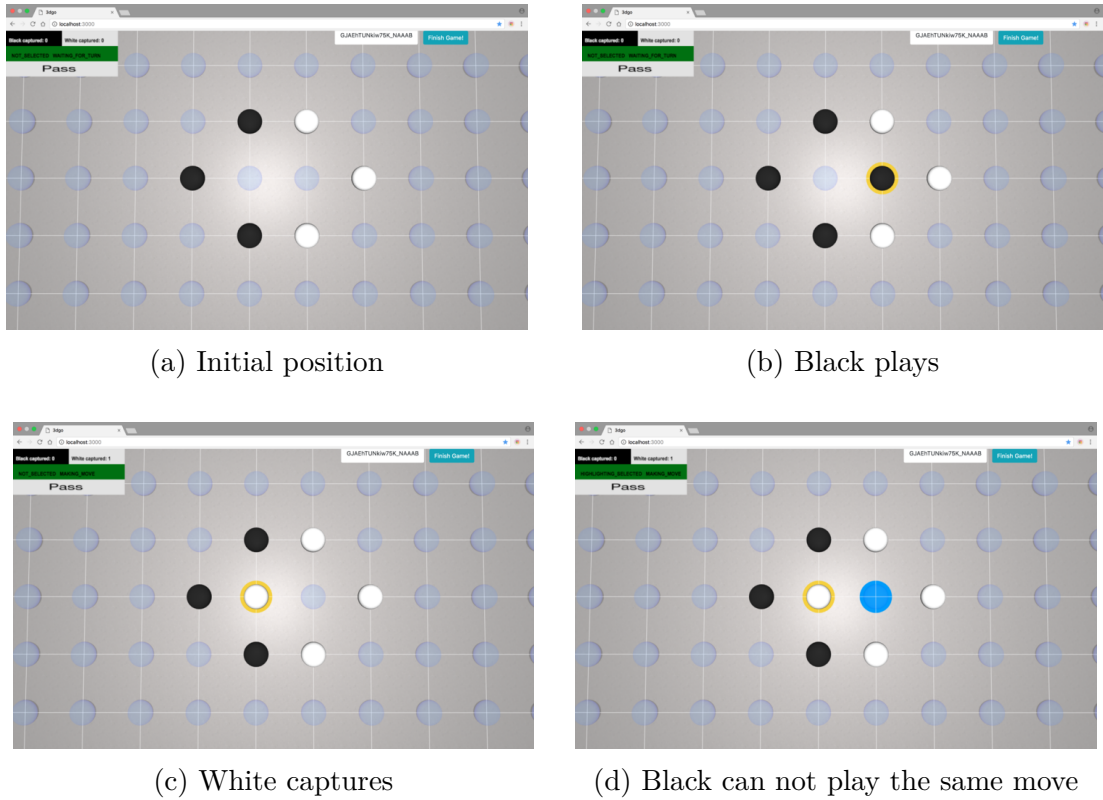 3dgo
localhost:3000
Black captured: 0 White captured: 0
GJAEhTUNkiw75K_NAAAB
Finish Game!
NOT_SELECTED WAITING_FOR_TURN
Pass
3dgo
localhost:3000
Black captured: 0 White captured: 0
GJAEhTUNkiw75K_NAAAB
Finish Game!
NOT_SELECTED WAITING_FOR_TURN
Pass
(a) Initial position
(b) Black plays
3dgo
localhost:3000
Black captured: 0 White captured: 1
GJAEhTUNkiw75K_NAAAB
Finish Game!
NOT_SELECTED MAKING_MOVE
Pass
3dgo
localhost:3000
Black captured: 0 White captured: 1
GJAEhTUNkiw75K_NAAAB
Finish Game!
HIGHLIGHTING_SELECTED MAKING_MOVE
Pass
(c) White captures
(d) Black can not play the same move